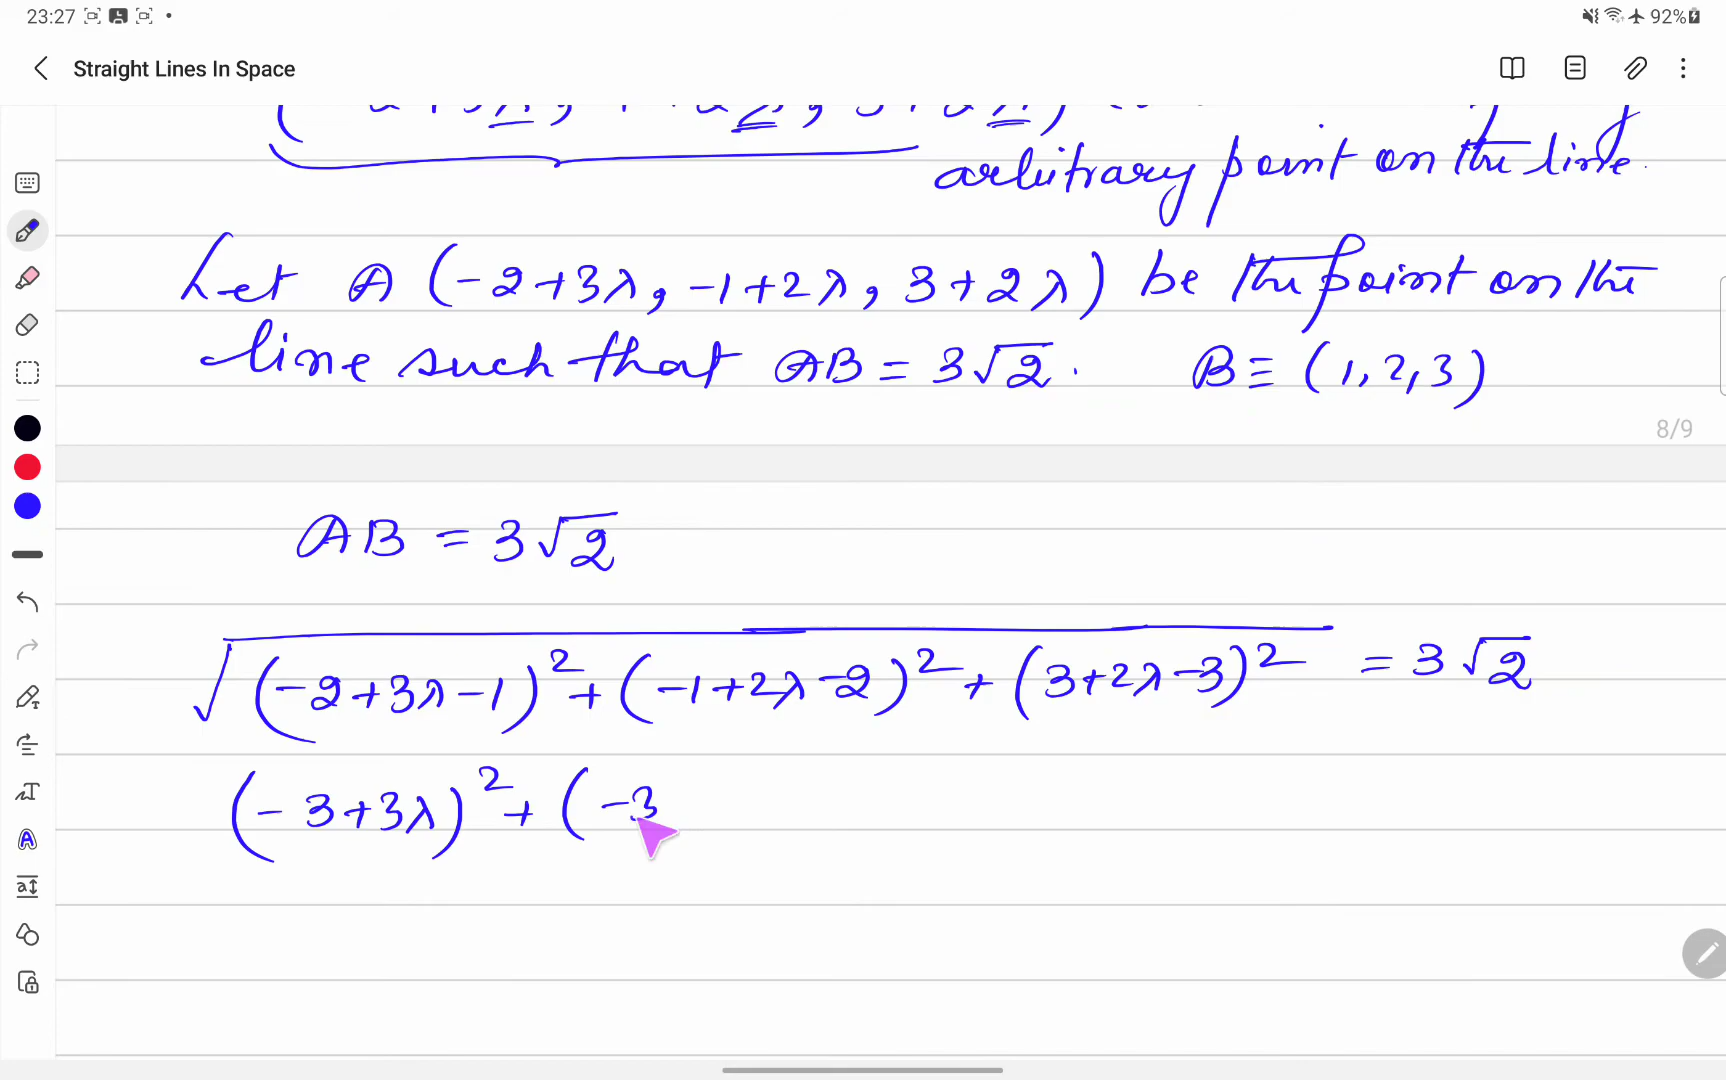 23:27 92%
Straight Lines In Space
arbitrary point on the line.
Let A (-2+3λ, -1+2λ, 3+2λ) be the point on the
line such that AB = 3√2. B ≡ (1, 2, 3)
8/9
AB = 3√2
√(-2+3λ-1)² + (-1+2λ-2)² + (3+2λ-3)² = 3√2
(-3+3λ)² + (-3